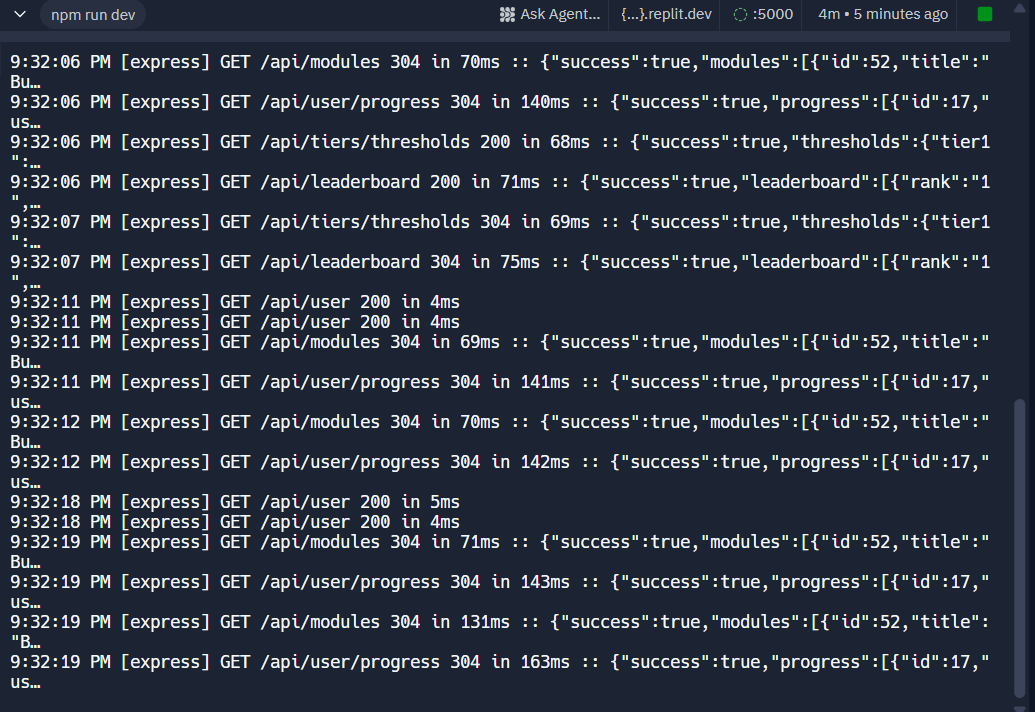 npm run dev
Ask Agent... {...}.replit.dev :5000 4m • 5 minutes ago
9:32:06 PM [express] GET /api/modules 304 in 70ms :: {"success":true,"modules":[{"id":52,"title":"
Bu…
9:32:06 PM [express] GET /api/user/progress 304 in 140ms :: {"success":true,"progress":[{"id":17,"
us…
9:32:06 PM [express] GET /api/tiers/thresholds 200 in 68ms :: {"success":true,"thresholds":{"tier1
":…
9:32:06 PM [express] GET /api/leaderboard 200 in 71ms :: {"success":true,"leaderboard":[{"rank":"1
",…
9:32:07 PM [express] GET /api/tiers/thresholds 304 in 69ms :: {"success":true,"thresholds":{"tier1
":…
9:32:07 PM [express] GET /api/leaderboard 304 in 75ms :: {"success":true,"leaderboard":[{"rank":"1
",…
9:32:11 PM [express] GET /api/user 200 in 4ms
9:32:11 PM [express] GET /api/user 200 in 4ms
9:32:11 PM [express] GET /api/modules 304 in 69ms :: {"success":true,"modules":[{"id":52,"title":"
Bu…
9:32:11 PM [express] GET /api/user/progress 304 in 141ms :: {"success":true,"progress":[{"id":17,"
us…
9:32:12 PM [express] GET /api/modules 304 in 70ms :: {"success":true,"modules":[{"id":52,"title":"
Bu…
9:32:12 PM [express] GET /api/user/progress 304 in 142ms :: {"success":true,"progress":[{"id":17,"
us…
9:32:18 PM [express] GET /api/user 200 in 5ms
9:32:18 PM [express] GET /api/user 200 in 4ms
9:32:19 PM [express] GET /api/modules 304 in 71ms :: {"success":true,"modules":[{"id":52,"title":"
Bu…
9:32:19 PM [express] GET /api/user/progress 304 in 143ms :: {"success":true,"progress":[{"id":17,"
us…
9:32:19 PM [express] GET /api/modules 304 in 131ms :: {"success":true,"modules":[{"id":52,"title":
"B…
9:32:19 PM [express] GET /api/user/progress 304 in 163ms :: {"success":true,"progress":[{"id":17,"
us…